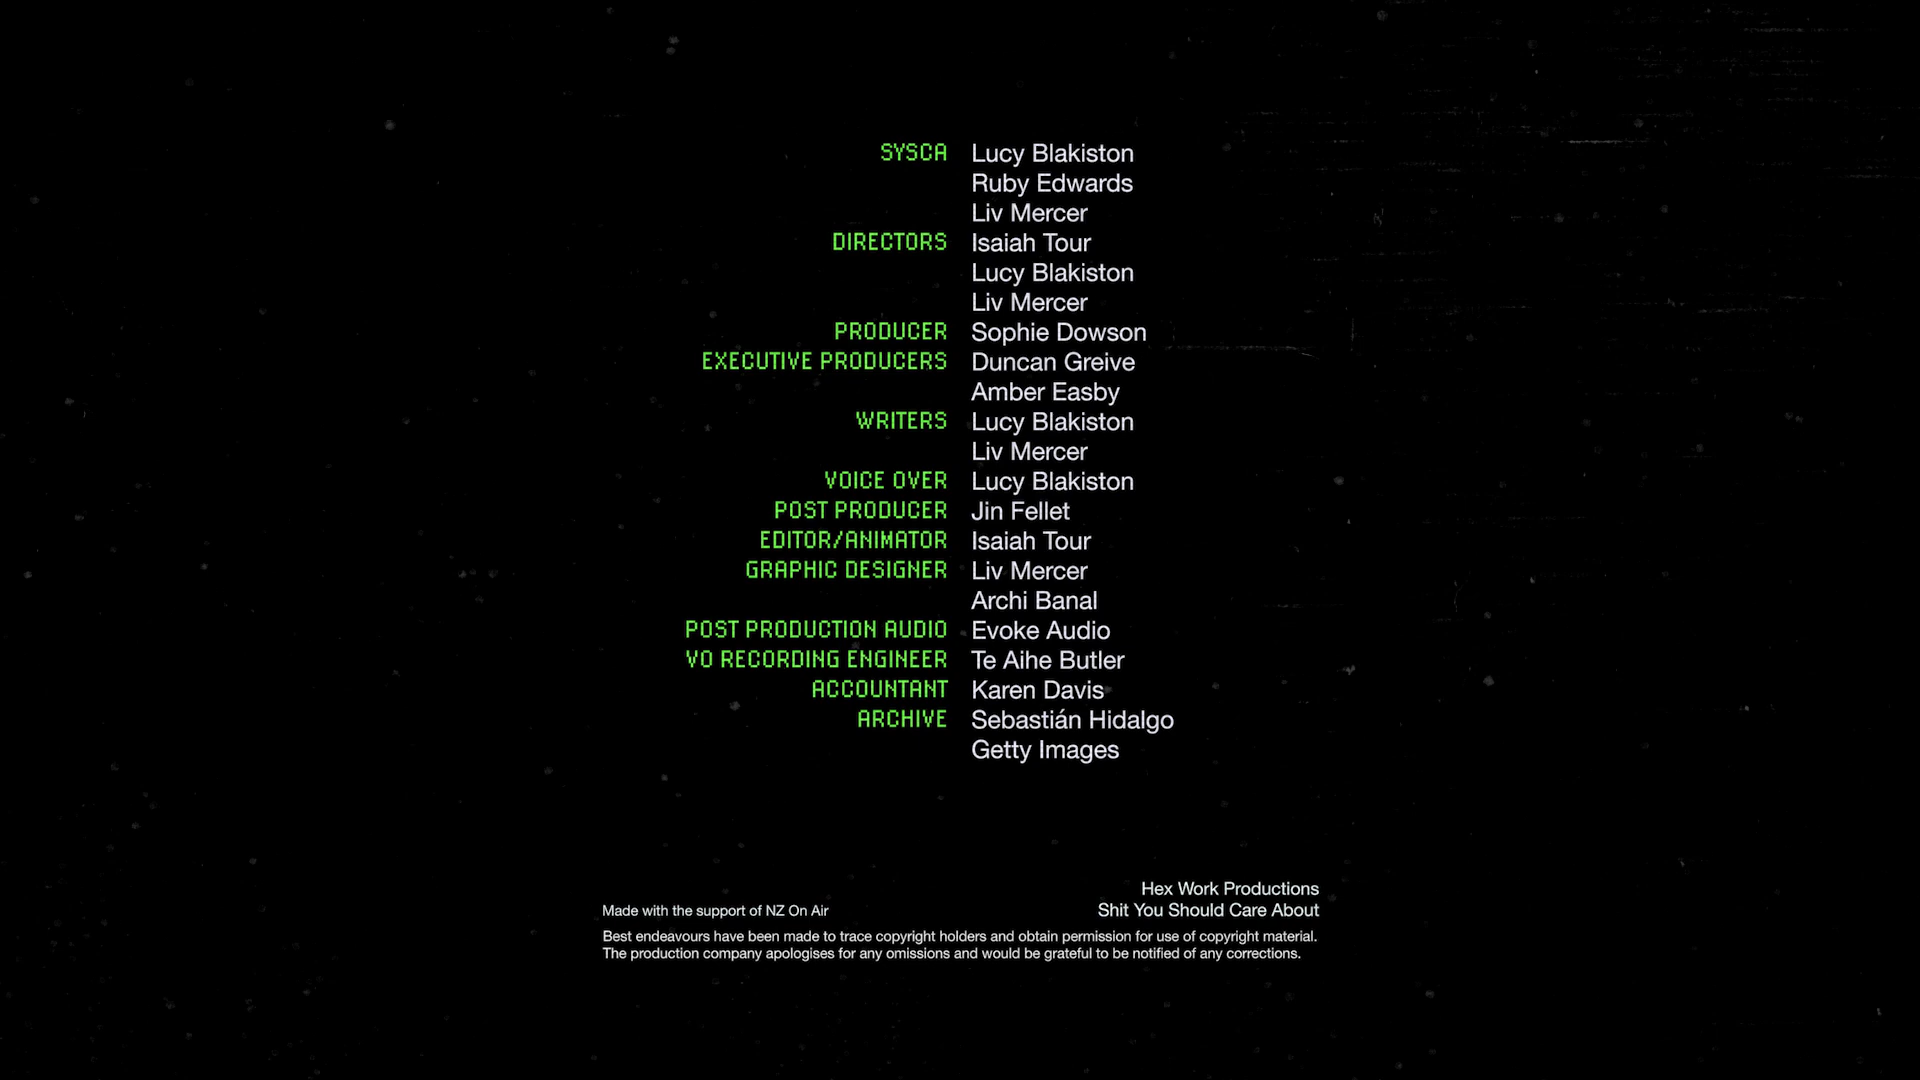 SYSCA Lucy Blakiston
Ruby Edwards
Liv Mercer
DIRECTORS Isaiah Tour
Lucy Blakiston
Liv Mercer
PRODUCER Sophie Dowson
EXECUTIVE PRODUCERS Duncan Greive
Amber Easby
WRITERS Lucy Blakiston
Liv Mercer
VOICE OVER Lucy Blakiston
POST PRODUCER Jin Fellet
EDITOR/ANIMATOR Isaiah Tour
GRAPHIC DESIGNER Liv Mercer
Archi Banal
POST PRODUCTION AUDIO Evoke Audio
VO RECORDING ENGINEER Te Aihe Butler
ACCOUNTANT Karen Davis
ARCHIVE Sebastián Hidalgo
Getty Images
Hex Work Productions
Made with the support of NZ On Air Shit You Should Care About
Best endeavours have been made to trace copyright holders and obtain permission for use of copyright material.
The production company apologises for any omissions and would be grateful to be notified of any corrections.